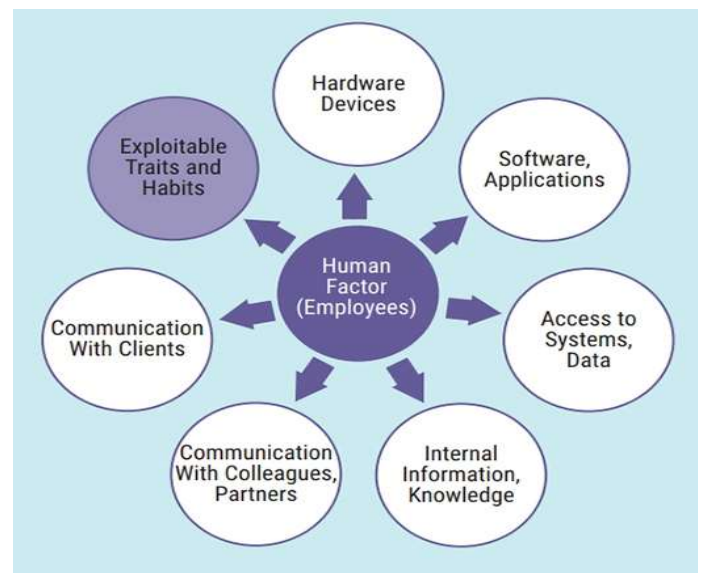 Hardware
Devices
Exploitable
Traits and
Habits
Software,
Applications
Human
Factor
(Employees)
Communication
With Clients
Access to
Systems,
Data
Communication
With Colleagues,
Partners
Internal
Information,
Knowledge